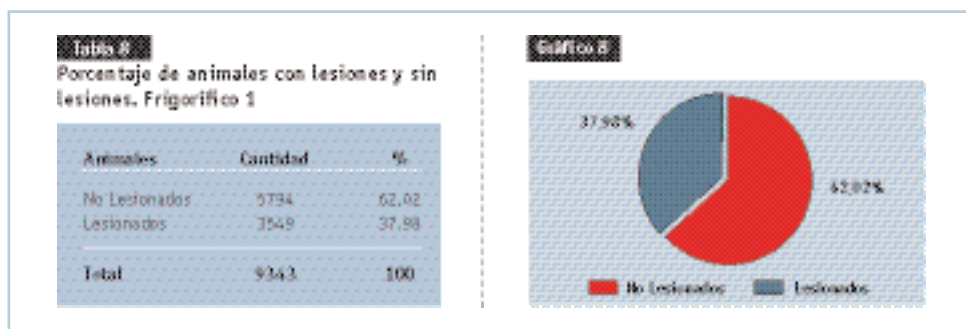 Tabla 8
Porcentaje de animales con lesiones y sin
lesiones. Frigorífico 1
Animales Cantidad %
No Lesionados 5794 62,02
Lesionados 3549 37,98
Total 9343 100
Gráfico 8
37,98%
62,02%
No Lesionados Lesionados